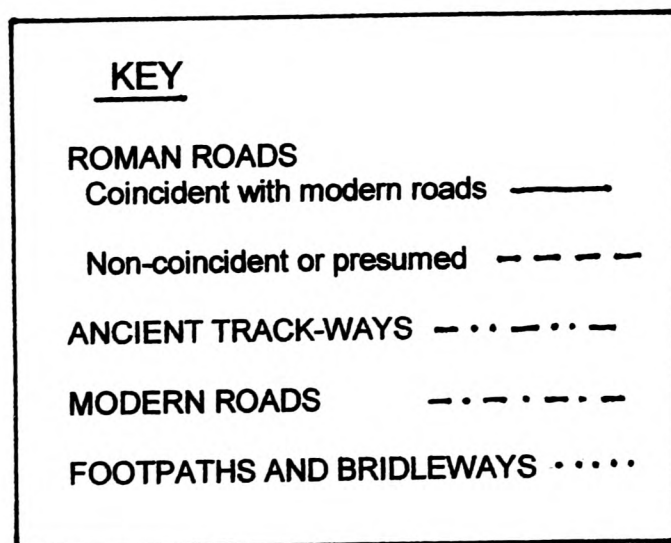 KEY
ROMAN ROADS
Coincident with modern roads
Non-coincident or presumed
ANCIENT TRACK-WAYS
MODERN ROADS
FOOTPATHS AND BRIDLEWAYS